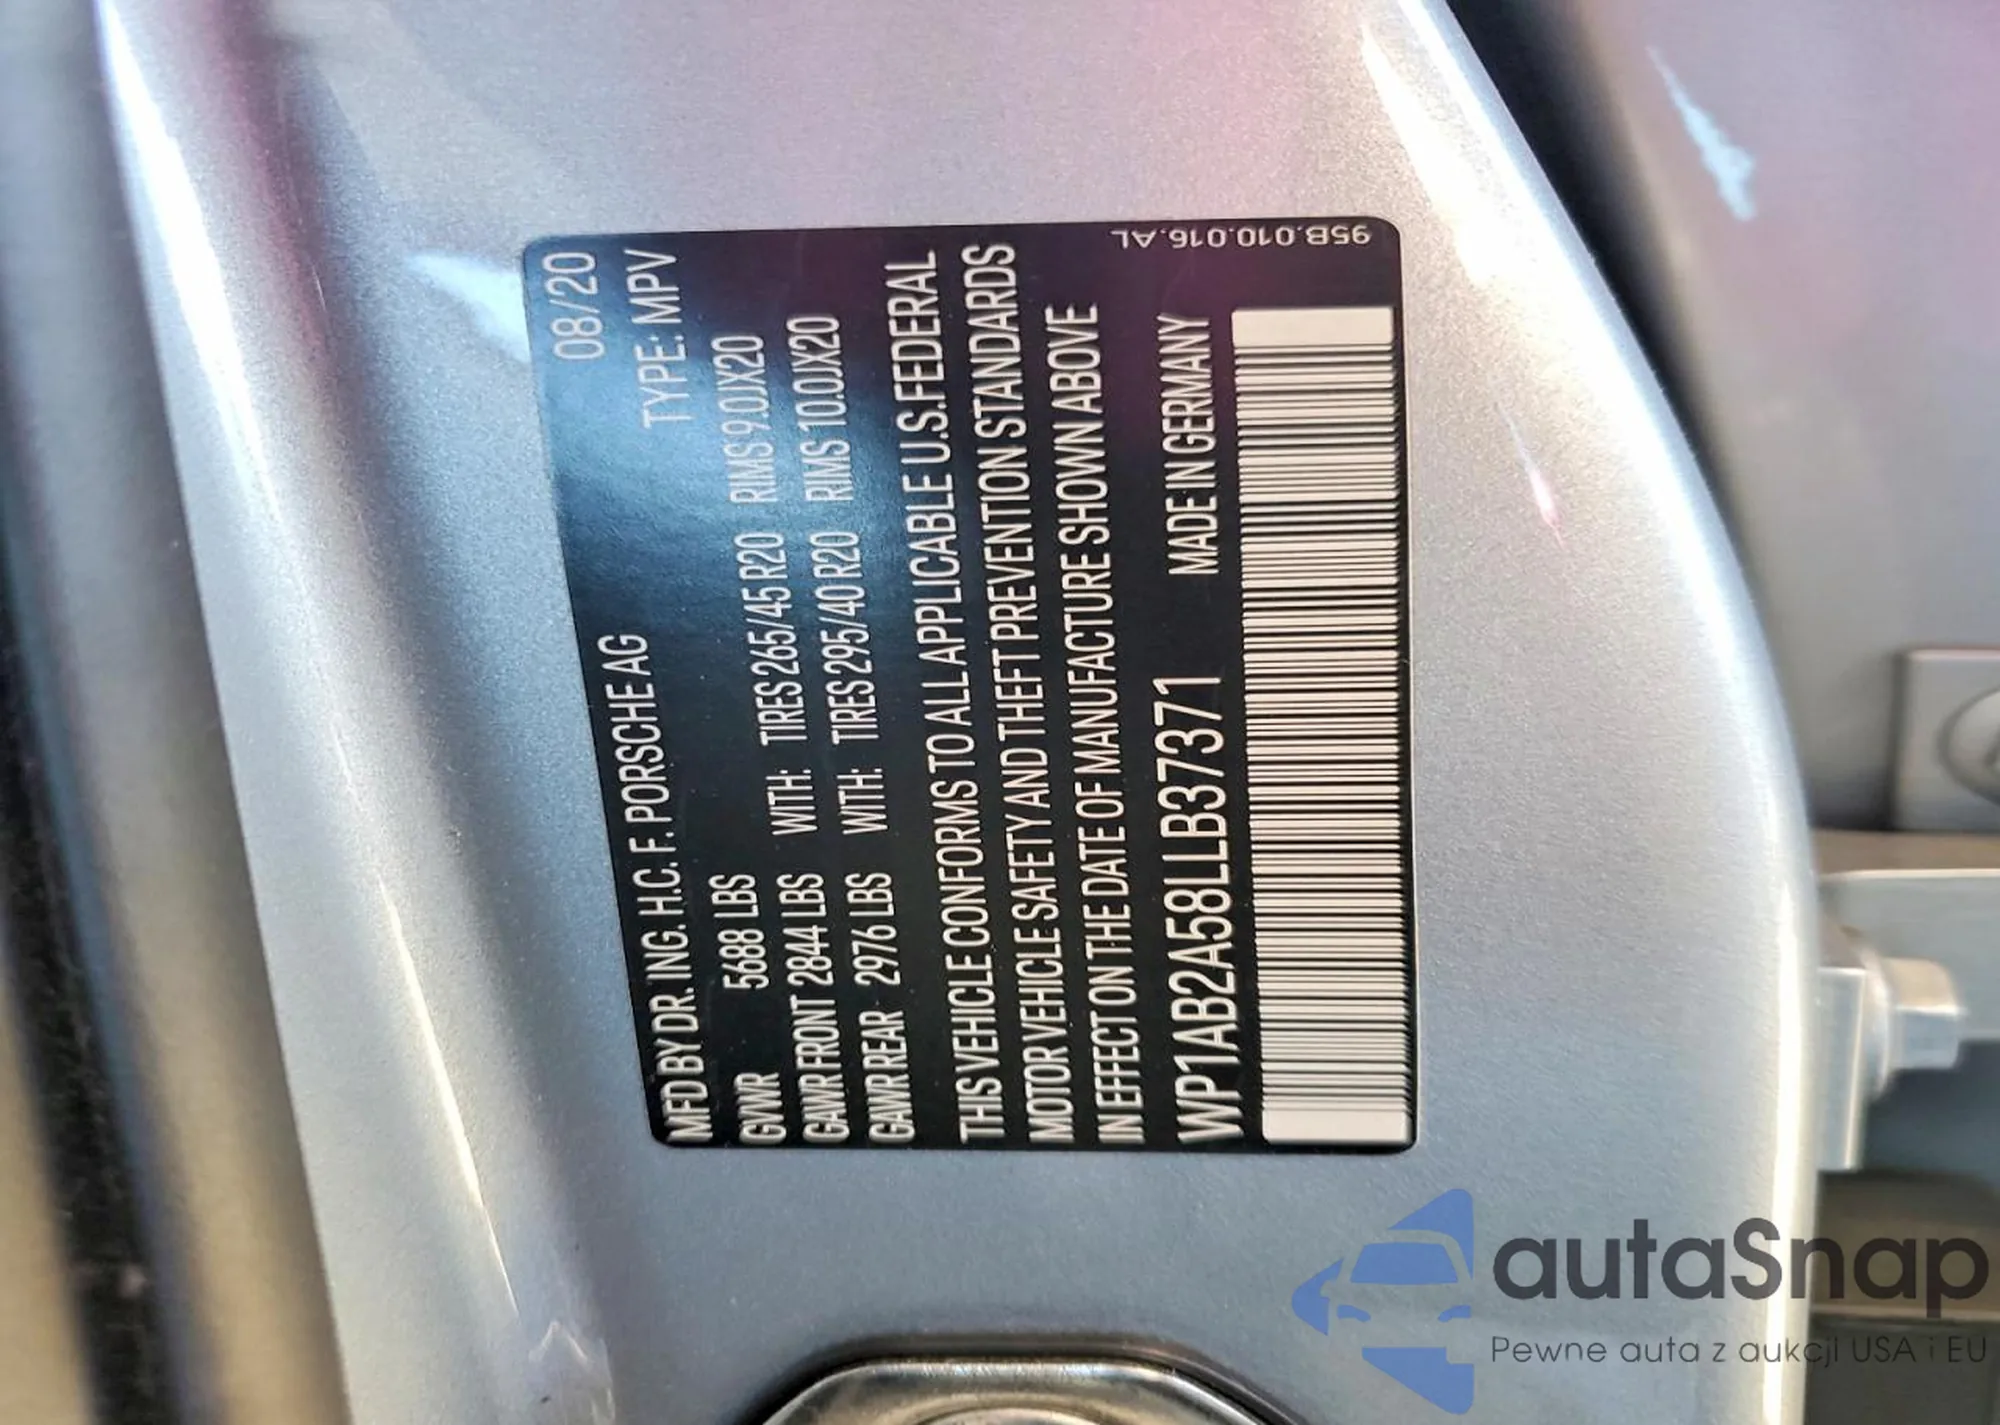 MFD BY DR. ING. H.C. F. PORSCHE AG 08/20
GVWR 5688 LBS TYPE: MPV
GAWR FRONT 2844 LBS WITH: TIRES 265/45 R20 RIMS 9.0JX20
GAWR REAR 2976 LBS WITH: TIRES 295/40 R20 RIMS 10.0JX20
THIS VEHICLE CONFORMS TO ALL APPLICABLE U.S. FEDERAL
MOTOR VEHICLE SAFETY AND THEFT PREVENTION STANDARDS
IN EFFECT ON THE DATE OF MANUFACTURE SHOWN ABOVE
WP1AB2A58LLB37371 MADE IN GERMANY
95B.010.016.AL
autaSnap
Pewne auta z aukcji USA i EU